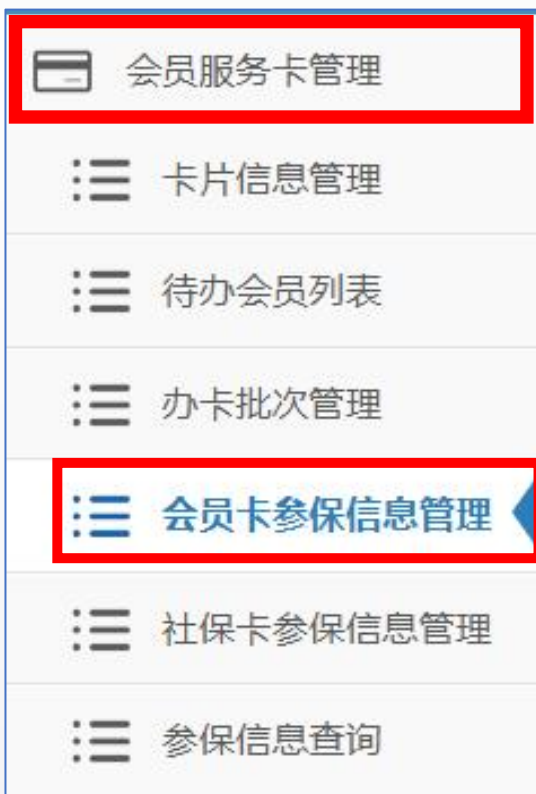 会员服务卡管理
卡片信息管理
待办会员列表
办卡批次管理
会员卡参保信息管理
社保卡参保信息管理
参保信息查询